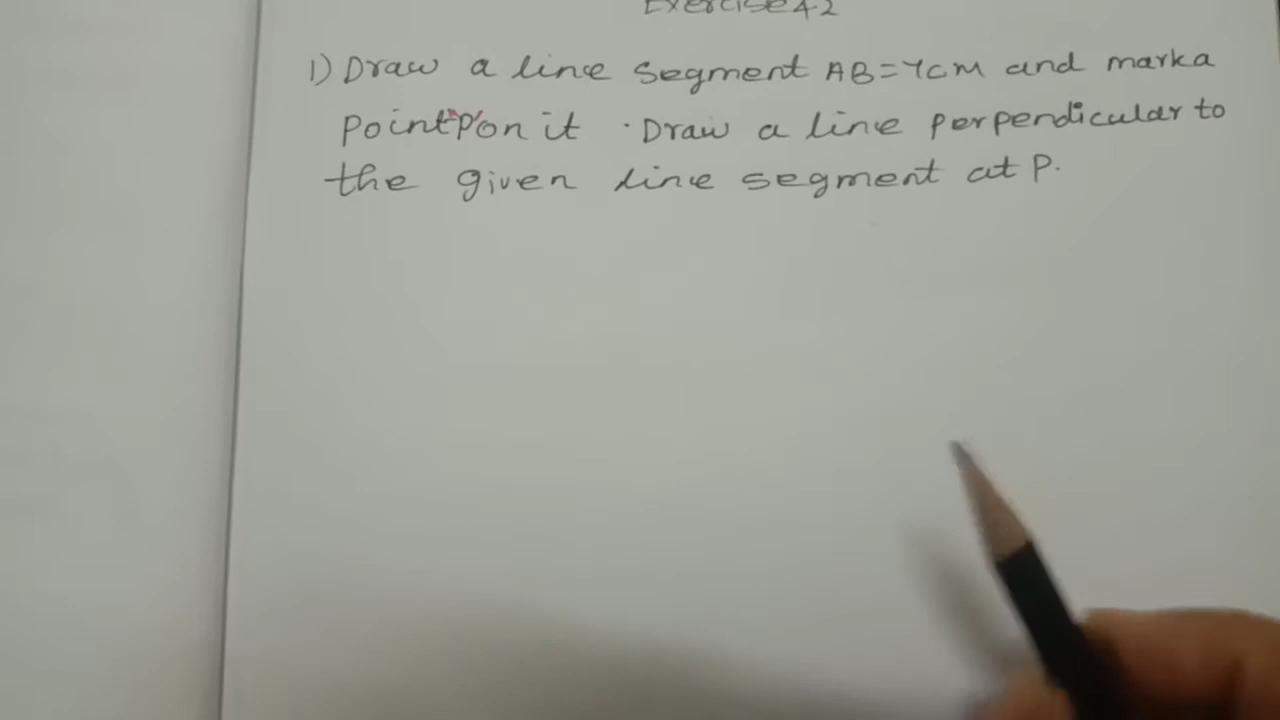 Exercise 4.2
1) Draw a line segment AB=7cm and mark a
point "P" on it . Draw a line perpendicular to
the given line segment at P.